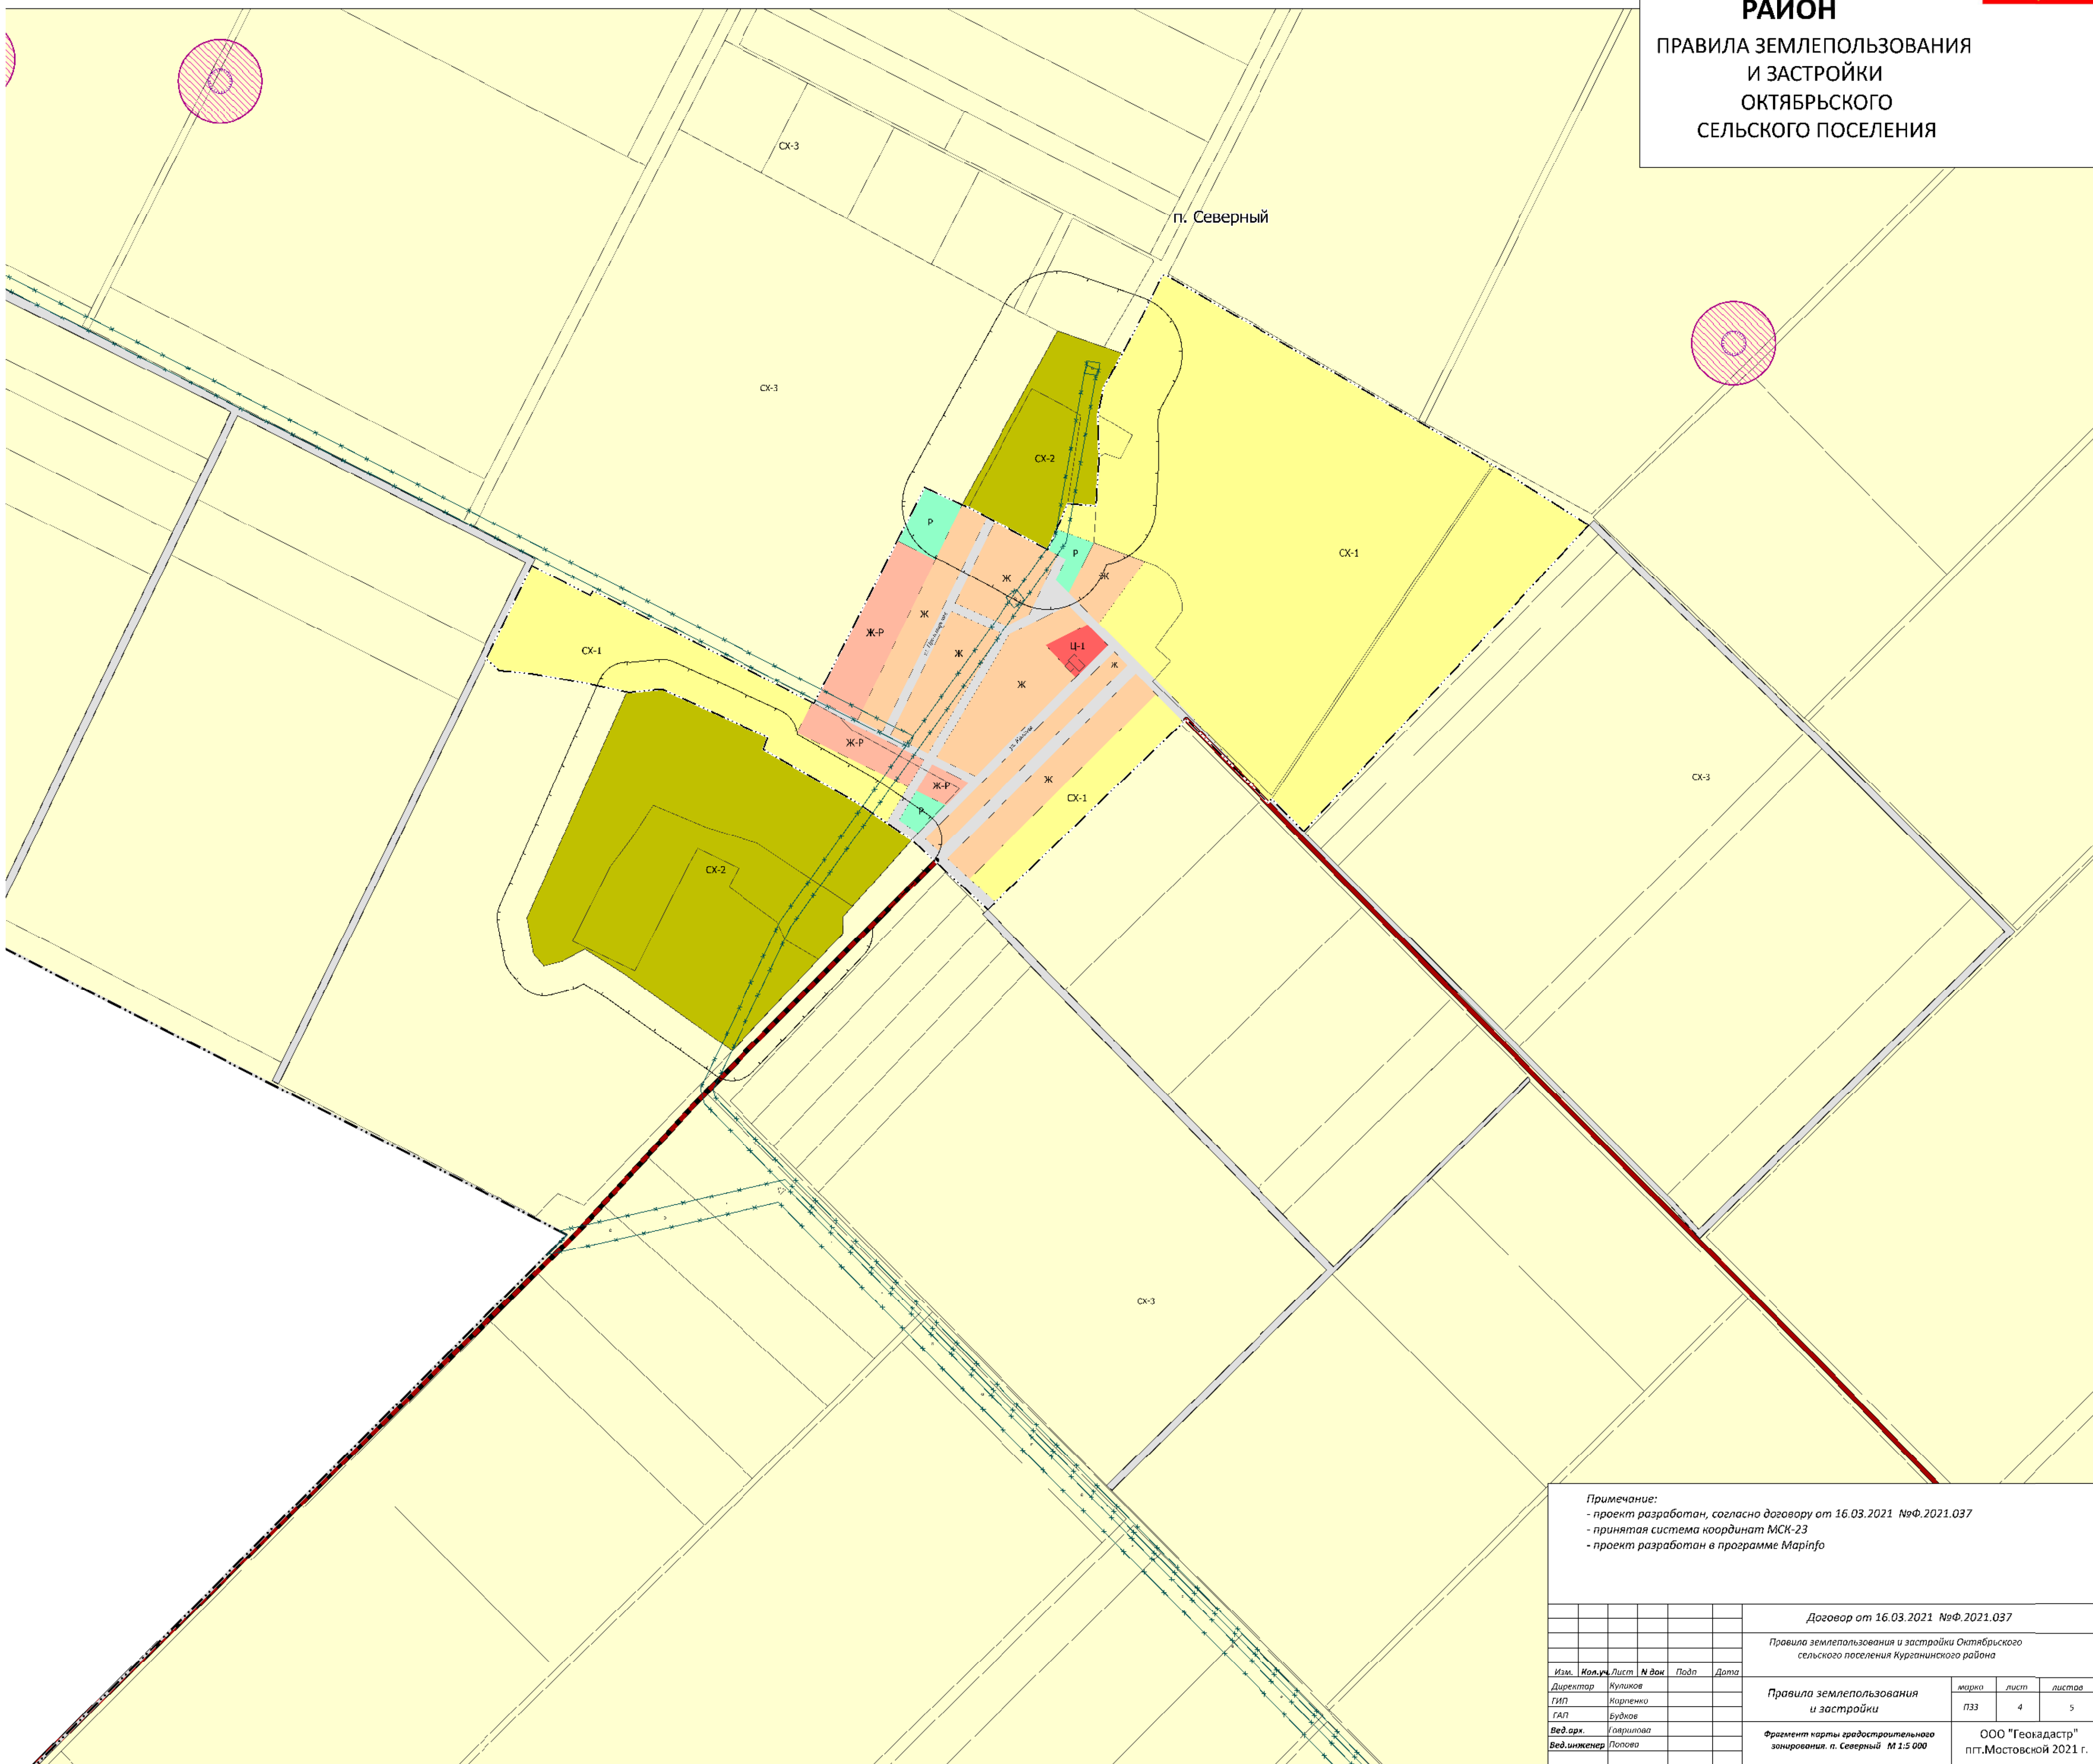 РАЙОН
ПРАВИЛА ЗЕМЛЕПОЛЬЗОВАНИЯ
И ЗАСТРОЙКИ
ОКТЯБРЬСКОГО
СЕЛЬСКОГО ПОСЕЛЕНИЯ
СХ-3
п. Северный
СХ-3
СХ-2
Р
Р
СХ-1
Ж
Ж
Ж
Ж-Р
Ц-1
СХ-1
Ж
Ж
Ж
ул.
Ж-Р
Ж
СХ-3
Ж-Р
СХ-1
Р
СХ-2
СХ-3
Примечание:
- проект разработан, согласно договору от 16.03.2021 №Ф.2021.037
- принятая система координат МСК-23
- проект разработан в программе Mapinfo
Договор от 16.03.2021 №Ф.2021.037
Правила землепользования и застройки Октябрьского
сельского поселения Курганинского района
Изм. Кол.уч. Лист N док Подп Дата
Директор Куликов
ГИП Карпенко
ГАП Будков
Вед.арх. Гаврилова
Вед.инженер Попова
Правила землепользования
и застройки
марка лист листов
ПЗЗ 4 5
Фрагмент карты градостроительного
зонирования. п. Северный М 1:5 000
ООО "Геокадастр"
пгт.Мостовской 2021 г.